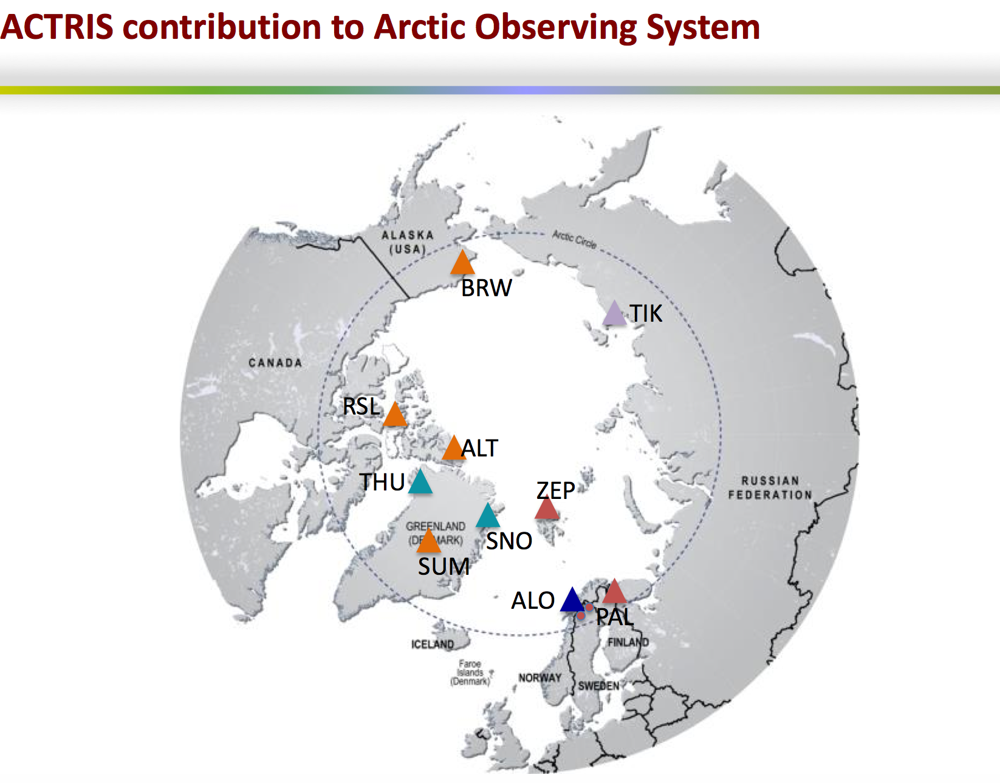 ACTRIS contribution to Arctic Observing System
ALASKA
(USA)
Arctic Circle
BRW
TIK
CANADA
RSL
ALT
THU
ZEP
RUSSIAN
FEDERATION
GREENLAND
(DENMARK)
SNO
SUM
ALO
PAL
ICELAND
FINLAND
Faroe
Islands
(Denmark)
NORWAY
SWEDEN